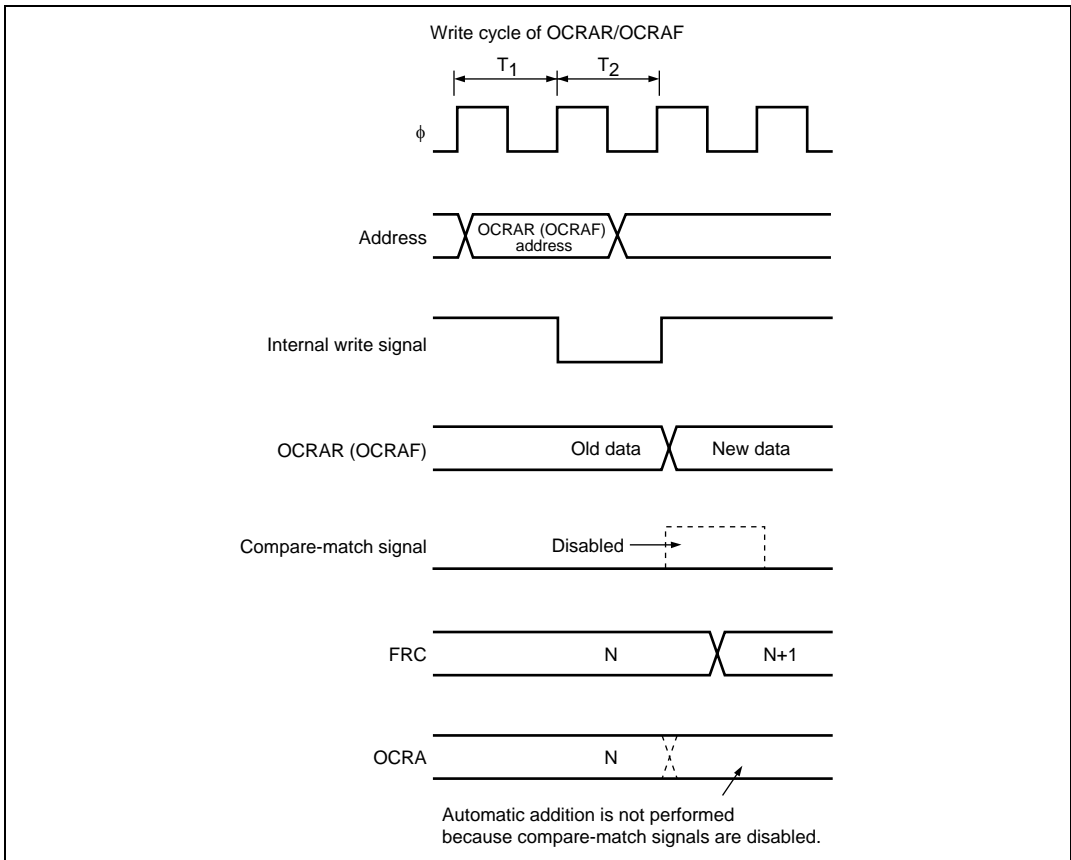 Write cycle of OCRAR/OCRAF
T1 T2
ϕ
Address
OCRAR (OCRAF)
address
Internal write signal
OCRAR (OCRAF)
Old data New data
Compare-match signal
Disabled
FRC
N N+1
OCRA
N
Automatic addition is not performed
because compare-match signals are disabled.